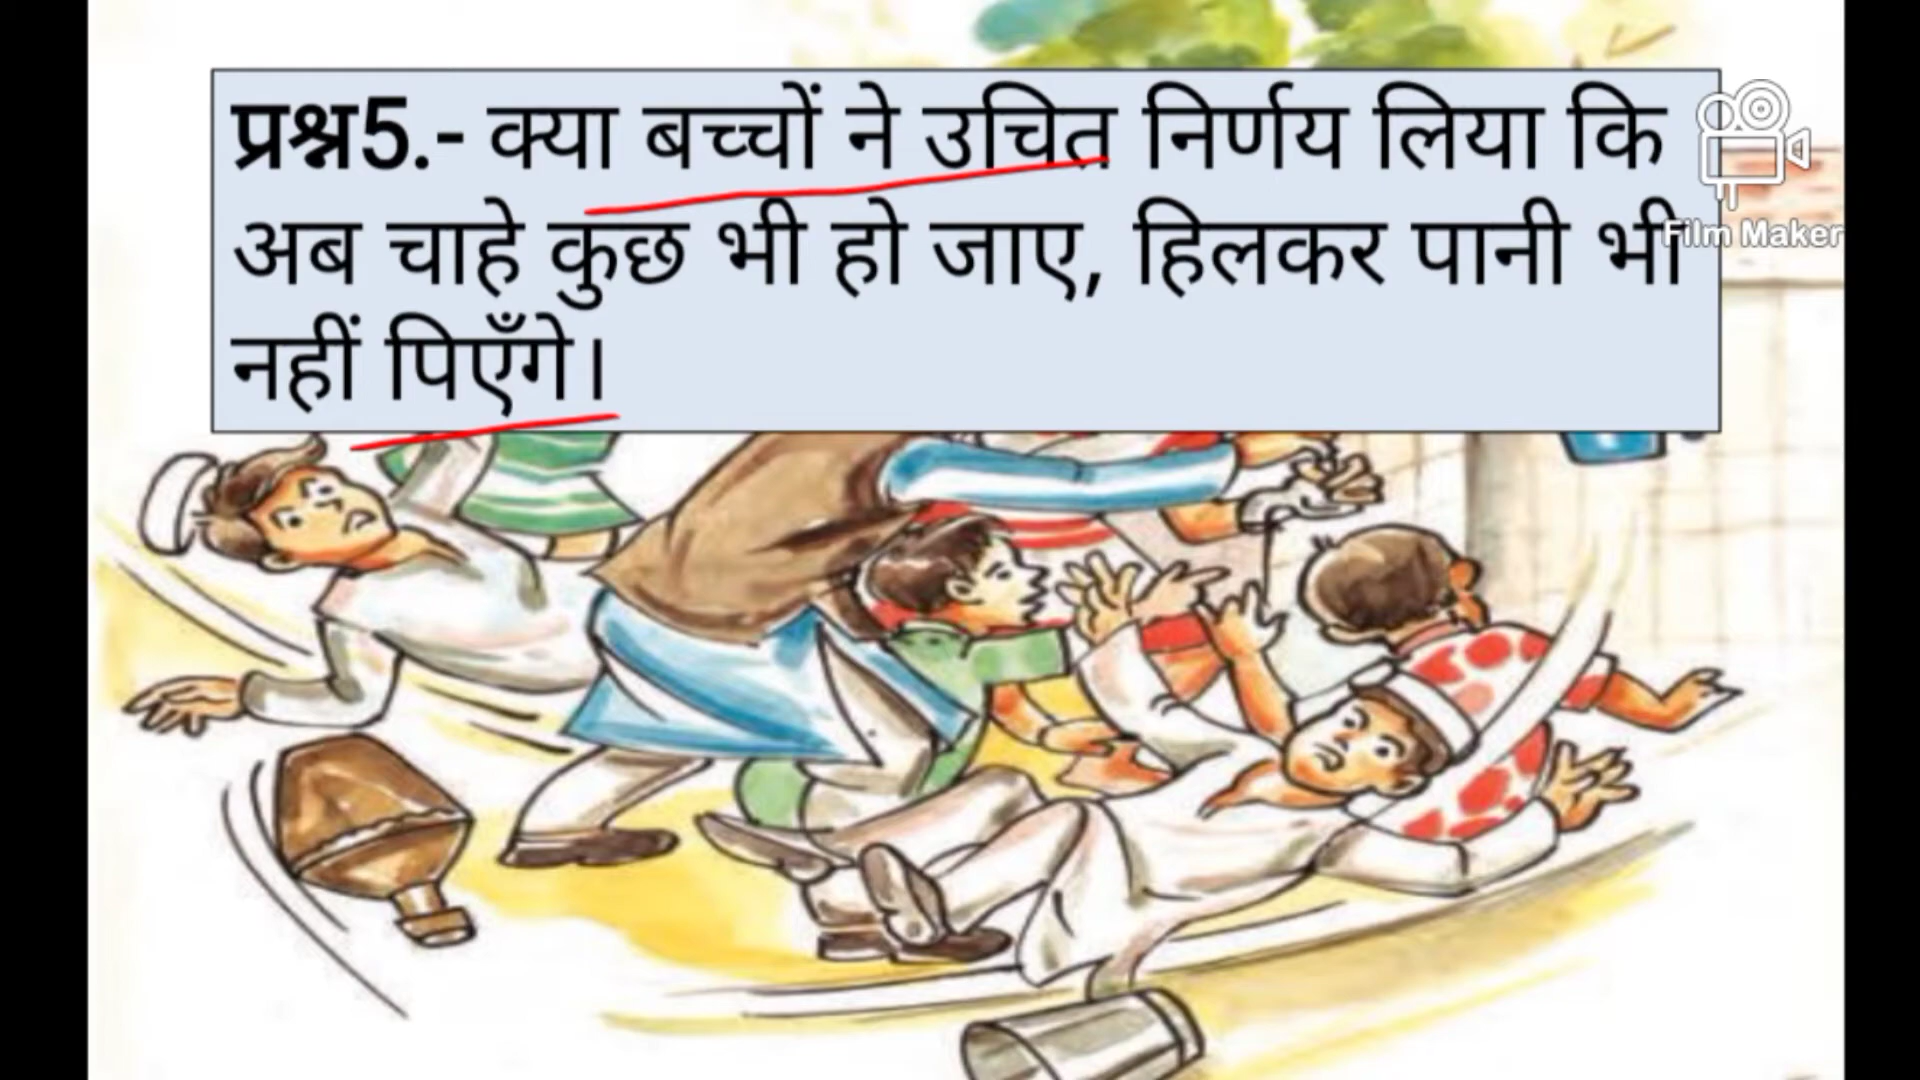 प्रश्न5.- क्या बच्चों ने उचित निर्णय लिया कि
अब चाहे कुछ भी हो जाए, हिलकर पानी भी
नहीं पिएँगे।
Film Maker